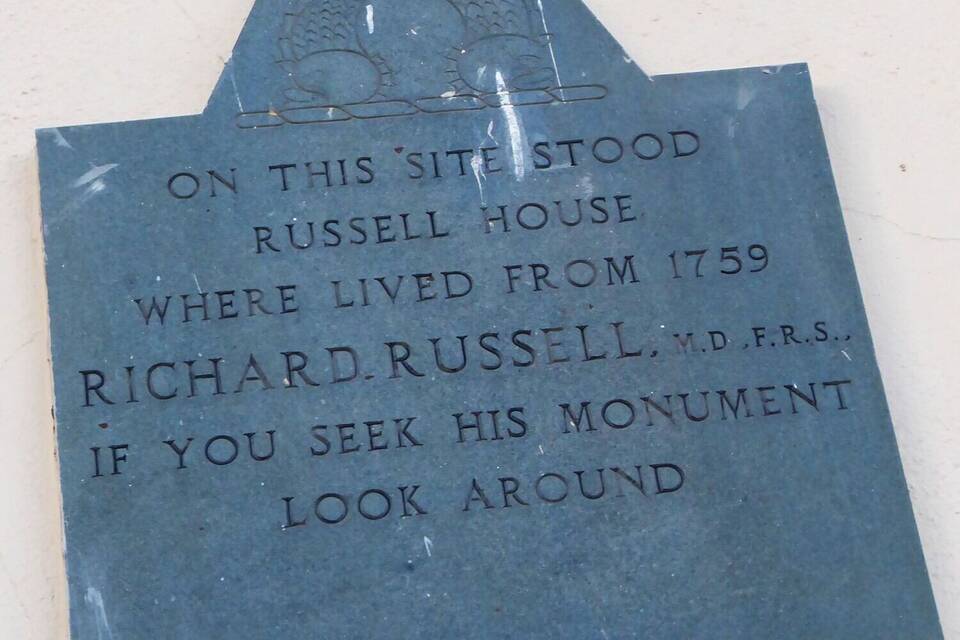 ON THIS SITE STOOD
RUSSELL HOUSE
WHERE LIVED FROM 1759
RICHARD RUSSELL, M.D., F.R.S.,
IF YOU SEEK HIS MONUMENT
LOOK AROUND